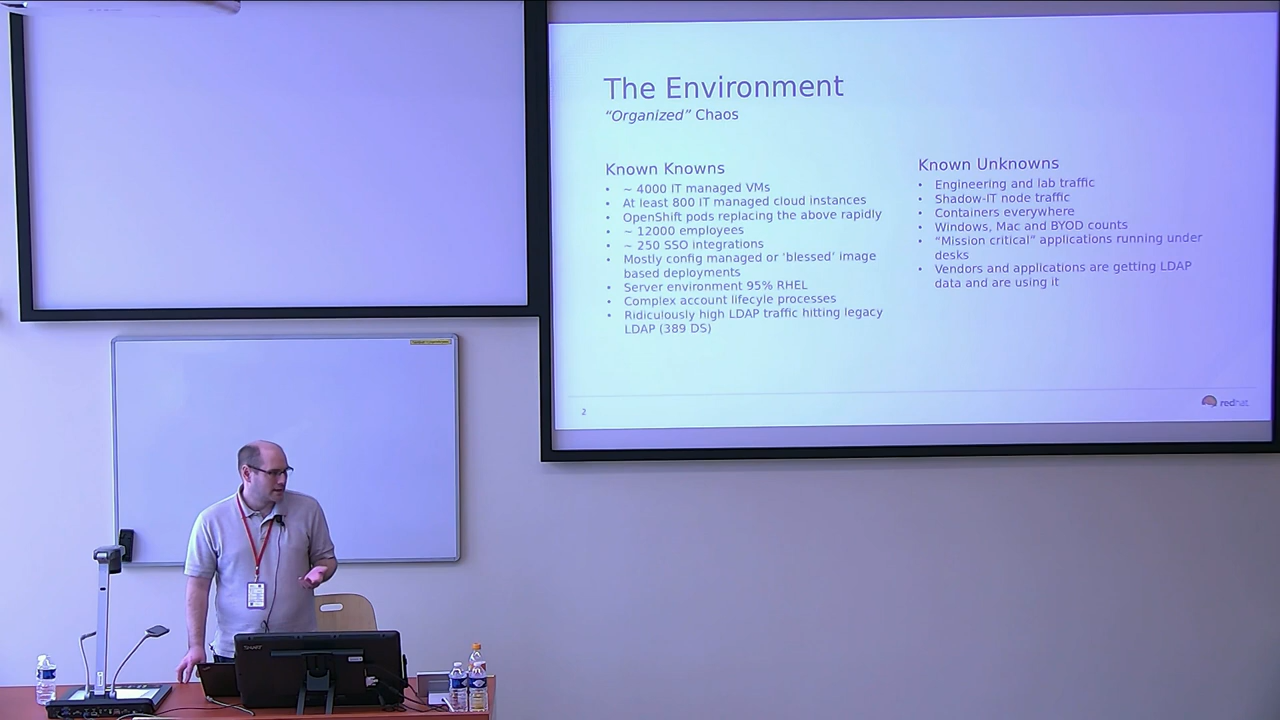 The Environment
“Organized” Chaos
Known Knowns
• ~ 4000 IT managed VMs
• At least 800 IT managed cloud instances
• OpenShift pods replacing the above rapidly
• ~ 12000 employees
• ~ 250 SSO integrations
• Mostly config managed or ‘blessed’ image
based deployments
• Server environment 95% RHEL
• Complex account lifecyle processes
• Ridiculously high LDAP traffic hitting legacy
LDAP (389 DS)
Known Unknowns
• Engineering and lab traffic
• Shadow-IT node traffic
• Containers everywhere
• Windows, Mac and BYOD counts
• “Mission critical” applications running under
desks
• Vendors and applications are getting LDAP
data and are using it
2
redhat